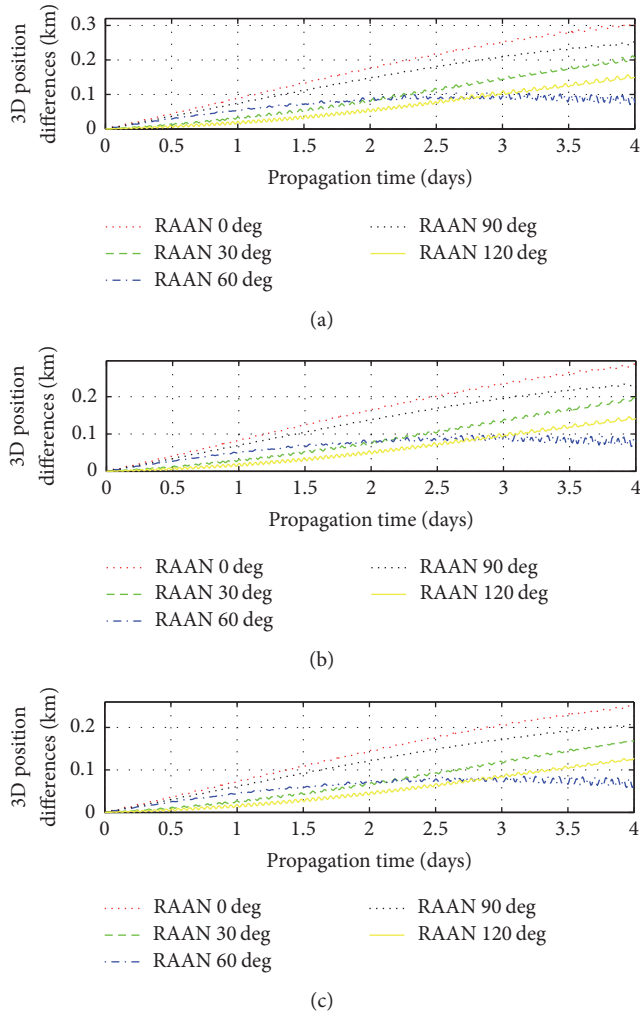 3D position
differences (km)
0.3
0.2
0.1
0
0 0.5 1 1.5 2 2.5 3 3.5 4
Propagation time (days)
RAAN 0 deg
RAAN 30 deg
RAAN 60 deg
RAAN 90 deg
RAAN 120 deg
(a)
3D position
differences (km)
0.2
0.1
0
0 0.5 1 1.5 2 2.5 3 3.5 4
Propagation time (days)
RAAN 0 deg
RAAN 30 deg
RAAN 60 deg
RAAN 90 deg
RAAN 120 deg
(b)
3D position
differences (km)
0.2
0.1
0
0 0.5 1 1.5 2 2.5 3 3.5 4
Propagation time (days)
RAAN 0 deg
RAAN 30 deg
RAAN 60 deg
RAAN 90 deg
RAAN 120 deg
(c)